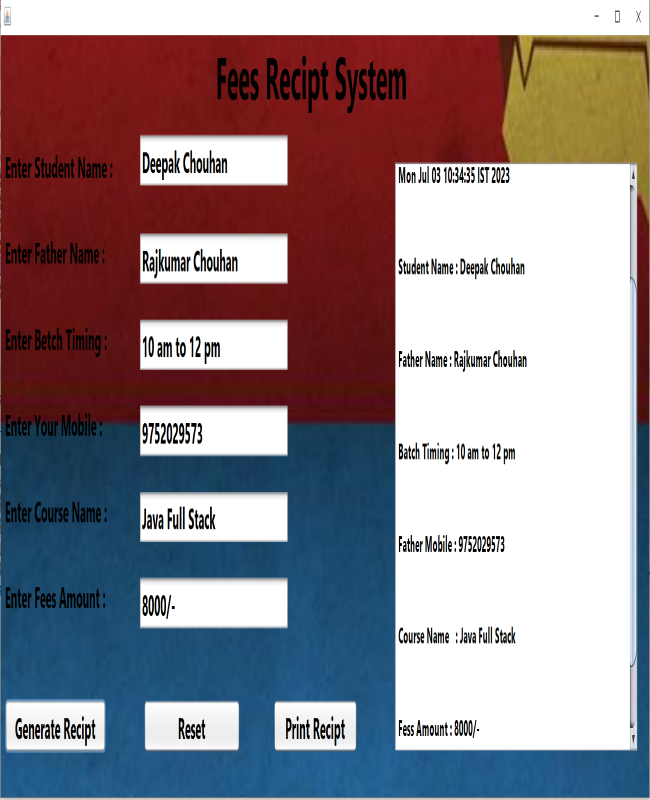 Fees Recipt System
Enter Student Name :
Deepak Chouhan
Enter Father Name :
Rajkumar Chouhan
Enter Betch Timing :
10 am to 12 pm
Enter Your Mobile :
9752029573
Enter Course Name :
Java Full Stack
Enter Fees Amount :
8000/-
Generate Recipt
Reset
Print Recipt
Mon Jul 03 10:34:35 IST 2023
Student Name : Deepak Chouhan
Father Name : Rajkumar Chouhan
Batch Timing : 10 am to 12 pm
Father Mobile : 9752029573
Course Name : Java Full Stack
Fess Amount : 8000/-